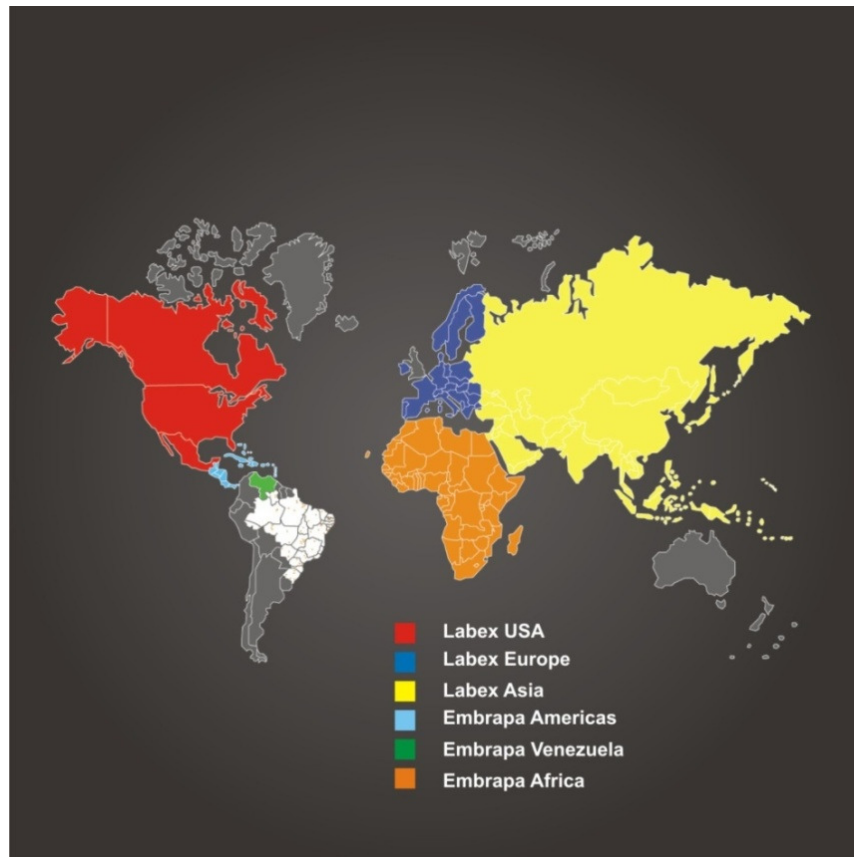 Labex USA
Labex Europe
Labex Asia
Embrapa Americas
Embrapa Venezuela
Embrapa Africa